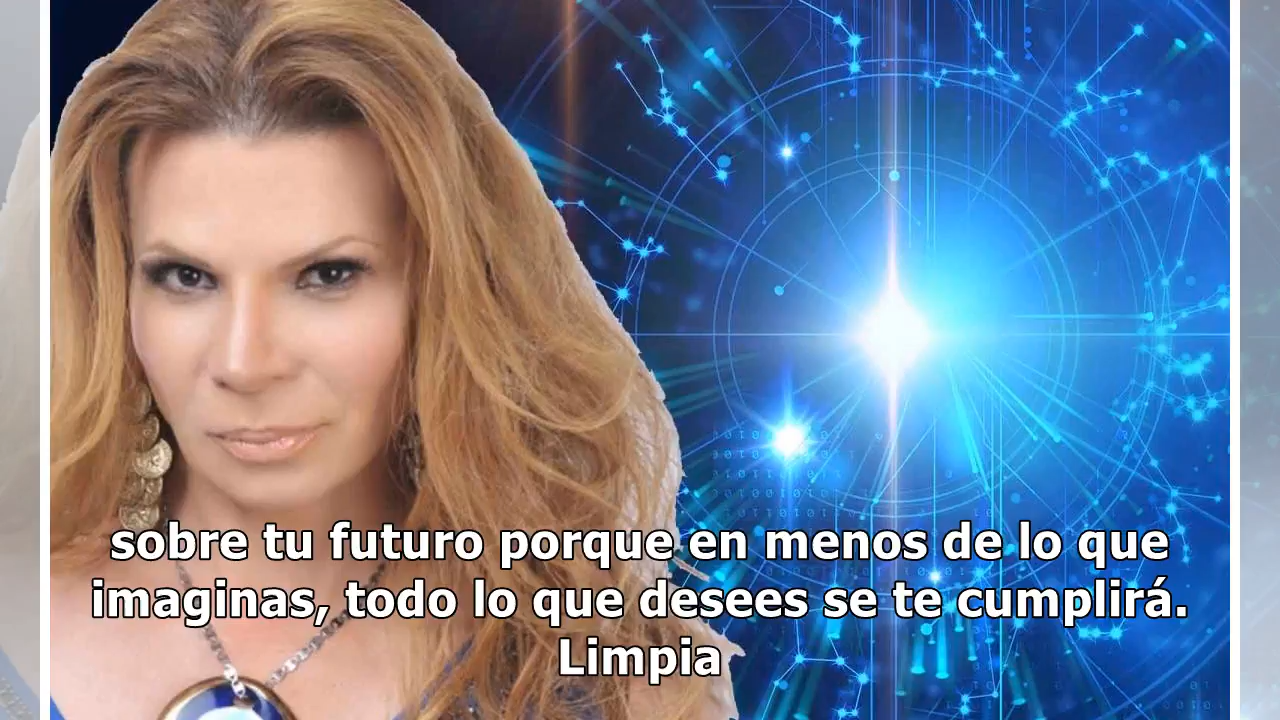 sobre tu futuro porque en menos de lo que
imaginas, todo lo que desees se te cumplirá.
Limpia